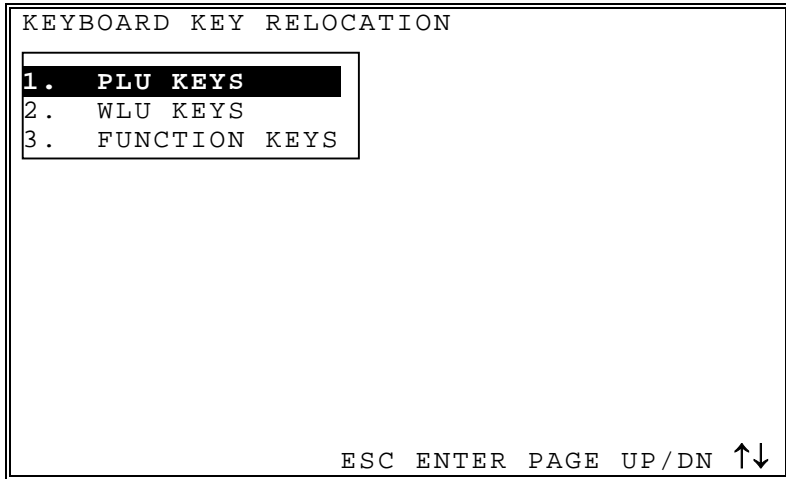 KEYBOARD KEY RELOCATION
1. PLU KEYS
2. WLU KEYS
3. FUNCTION KEYS
ESC ENTER PAGE UP/DN ↑↓